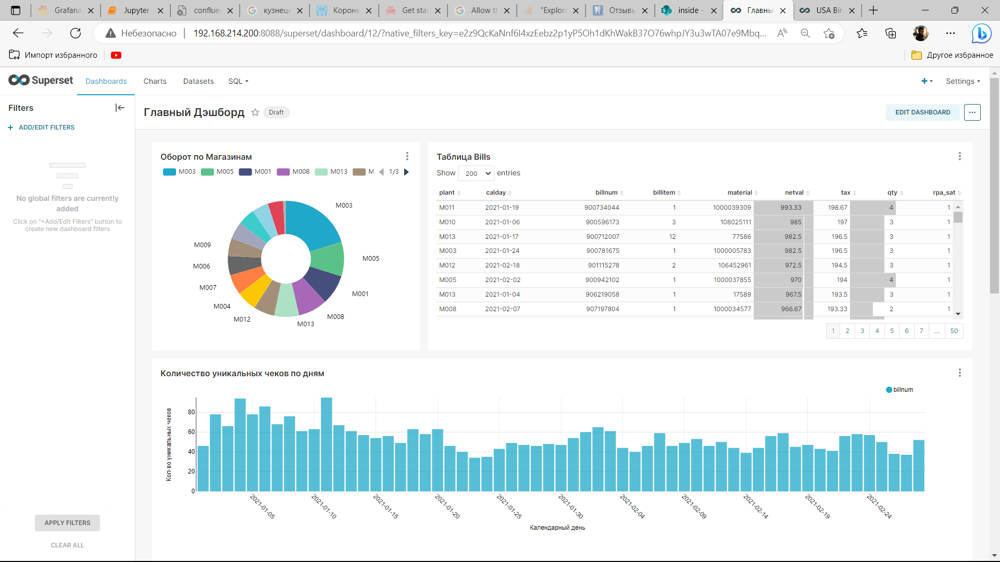 Grafana
Jupyter
conflue
кузнец
Коронк
Get sta
Allow th
"Explore
Отзывы
inside -
Главны
USA Bir
Небезопасно
192.168.214.200:8088/superset/dashboard/12/?native_filters_key=e2z9QcKaNnf6I4xzEebz2p1yP5Oh1dKhWakB37O76whpJY3u3wTA07e9Mbq...
Импорт избранного
Другое избранное
Superset
Dashboards
Charts
Datasets
SQL
+
Settings
Filters
+ ADD/EDIT FILTERS
No global filters are currently
added
Click on "+Add/Edit Filters" button to
create new dashboard filters
APPLY FILTERS
CLEAR ALL
Главный Дэшборд
Draft
EDIT DASHBOARD
...
Оборот по Магазинам
M003 M005 M001 M008 M013 M 1/3
M003
M005
M001
M008
M013
M012
M004
M007
M006
M009
Таблица Bills
Show 200 entries
plant calday billnum billitem material netval tax qty rpa_sat
M011 2021-01-19 900734044 1 1000039309 993.33 198.67 4 1
M010 2021-01-06 900596173 3 108025111 985 197 3 1
M013 2021-01-17 900712007 12 77586 982.5 196.5 3 1
M003 2021-01-24 900781675 1 1000005783 982.5 196.5 3 1
M012 2021-02-18 901115278 2 106452961 972.5 194.5 3 1
M005 2021-02-02 900942102 1 1000037855 970 194 4 1
M013 2021-01-04 906219058 1 17589 967.5 193.5 3 1
M008 2021-02-07 907197804 1 1000034577 966.67 193.33 2 1
1 2 3 4 5 6 7 ... 50
Количество уникальных чеков по дням
billnum
Кол-во уникальных чеков
80
60
40
20
0
2021-01-05
2021-01-10
2021-01-15
2021-01-20
2021-01-25
2021-01-30
2021-02-04
2021-02-09
2021-02-14
2021-02-19
2021-02-24
Календарный день